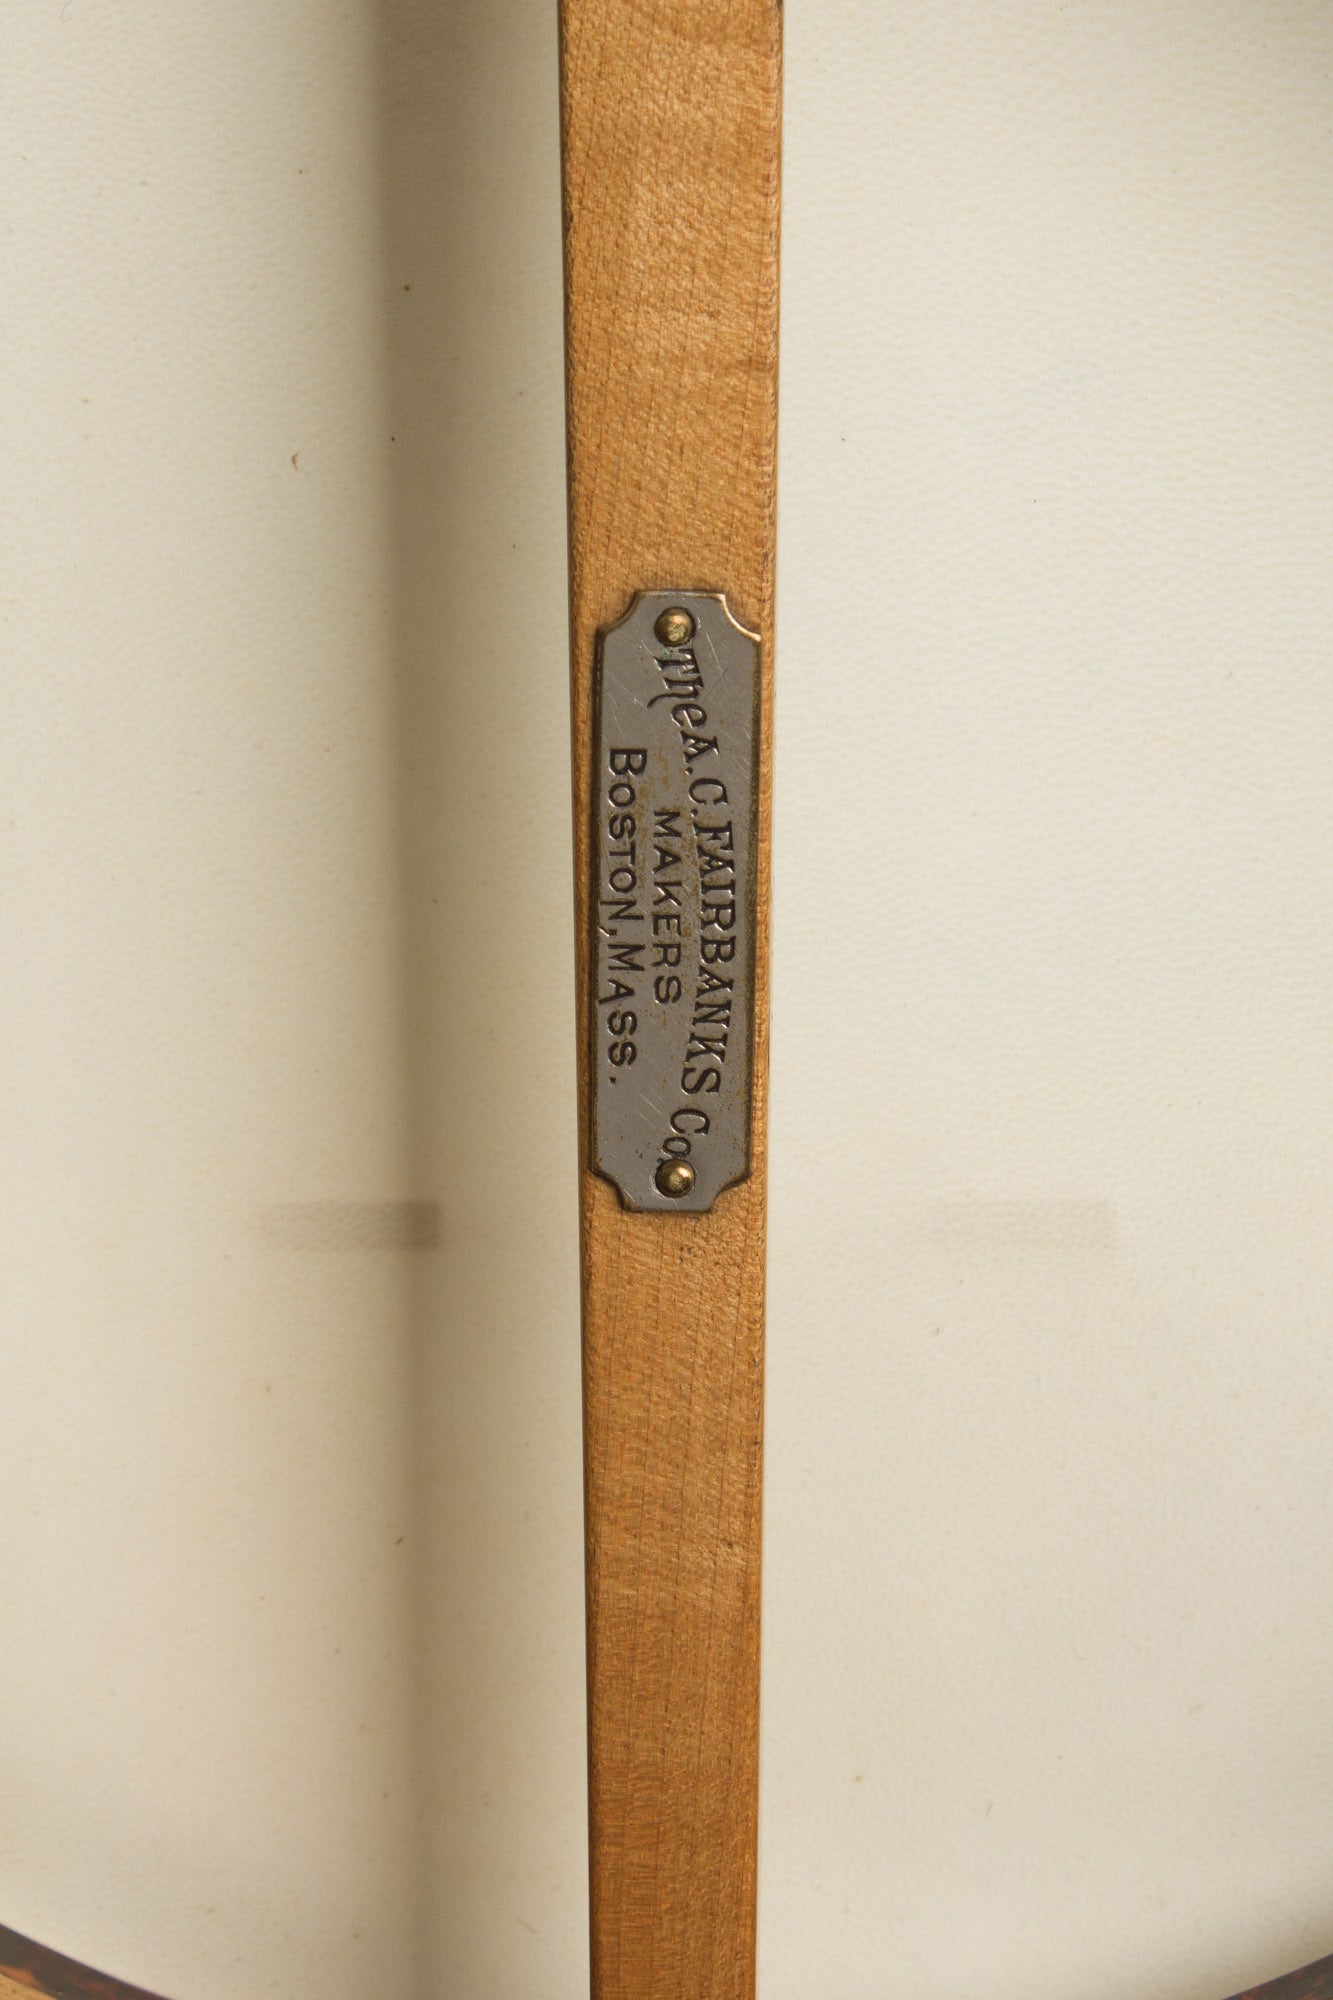 The A. C. FAIRBANKS Co.
MAKERS
BOSTON, MASS.